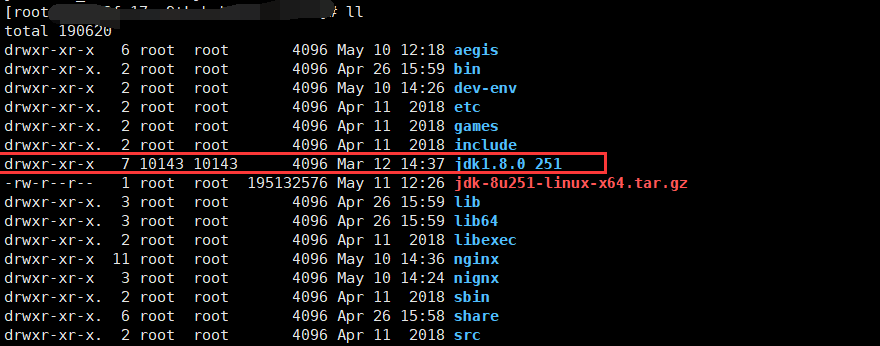 [root # ll
total 190620
drwxr-xr-x 6 root root 4096 May 10 12:18 aegis
drwxr-xr-x. 2 root root 4096 Apr 26 15:59 bin
drwxr-xr-x 2 root root 4096 May 10 14:26 dev-env
drwxr-xr-x. 2 root root 4096 Apr 11 2018 etc
drwxr-xr-x. 2 root root 4096 Apr 11 2018 games
drwxr-xr-x. 2 root root 4096 Apr 11 2018 include
drwxr-xr-x 7 10143 10143 4096 Mar 12 14:37 jdk1.8.0_251
-rw-r--r-- 1 root root 195132576 May 11 12:26 jdk-8u251-linux-x64.tar.gz
drwxr-xr-x. 3 root root 4096 Apr 26 15:59 lib
drwxr-xr-x. 3 root root 4096 Apr 26 15:59 lib64
drwxr-xr-x. 2 root root 4096 Apr 11 2018 libexec
drwxr-xr-x 11 root root 4096 May 10 14:36 nginx
drwxr-xr-x 3 root root 4096 May 10 14:24 nignx
drwxr-xr-x. 2 root root 4096 Apr 11 2018 sbin
drwxr-xr-x. 6 root root 4096 Apr 26 15:58 share
drwxr-xr-x. 2 root root 4096 Apr 11 2018 src